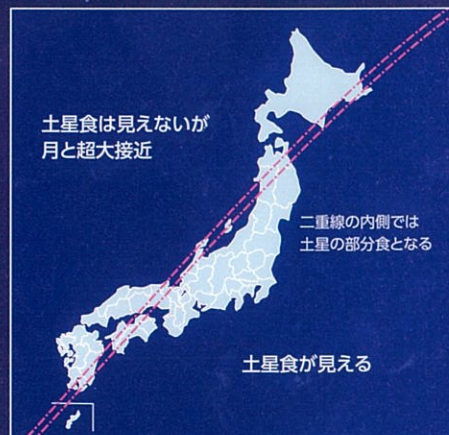 土星食は見えないが
月と超大接近
二重線の内側では
土星の部分食となる
土星食が見える